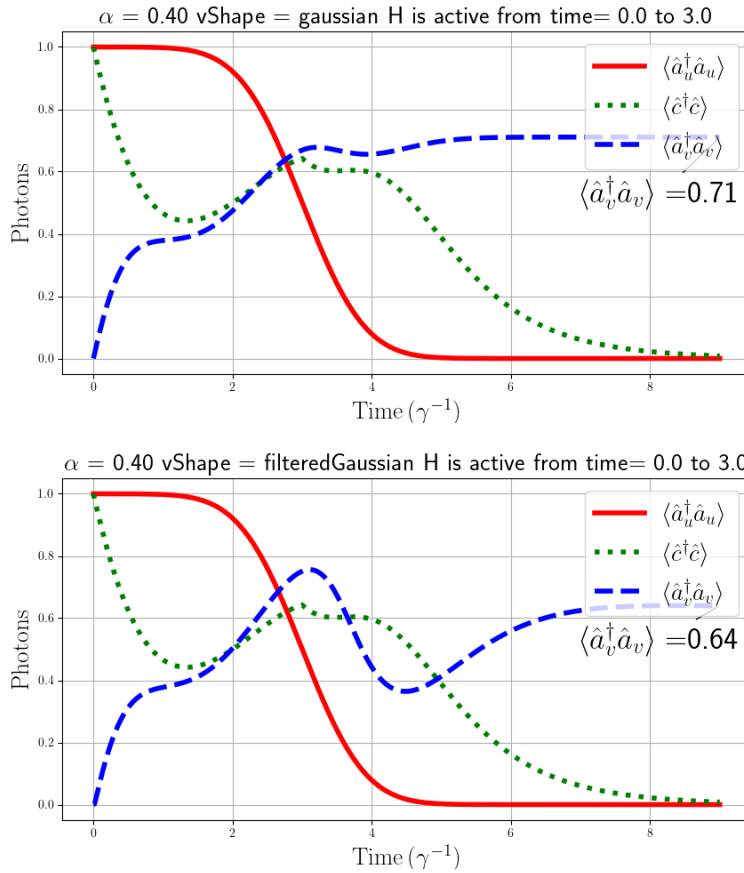 α = 0.40 vShape = gaussian H is active from time= 0.0 to 3.0
1.0
0.8
0.6
0.4
0.2
0.0
Photons
⟨â†ᵤâᵤ⟩
⟨ĉ†ĉ⟩
⟨â†ᵥâᵥ⟩
⟨â†ᵥâᵥ⟩ =0.71
0 2 4 6 8
Time (γ⁻¹)
α = 0.40 vShape = filteredGaussian H is active from time= 0.0 to 3.0
1.0
0.8
0.6
0.4
0.2
0.0
Photons
⟨â†ᵤâᵤ⟩
⟨ĉ†ĉ⟩
⟨â†ᵥâᵥ⟩
⟨â†ᵥâᵥ⟩ =0.64
0 2 4 6 8
Time (γ⁻¹)